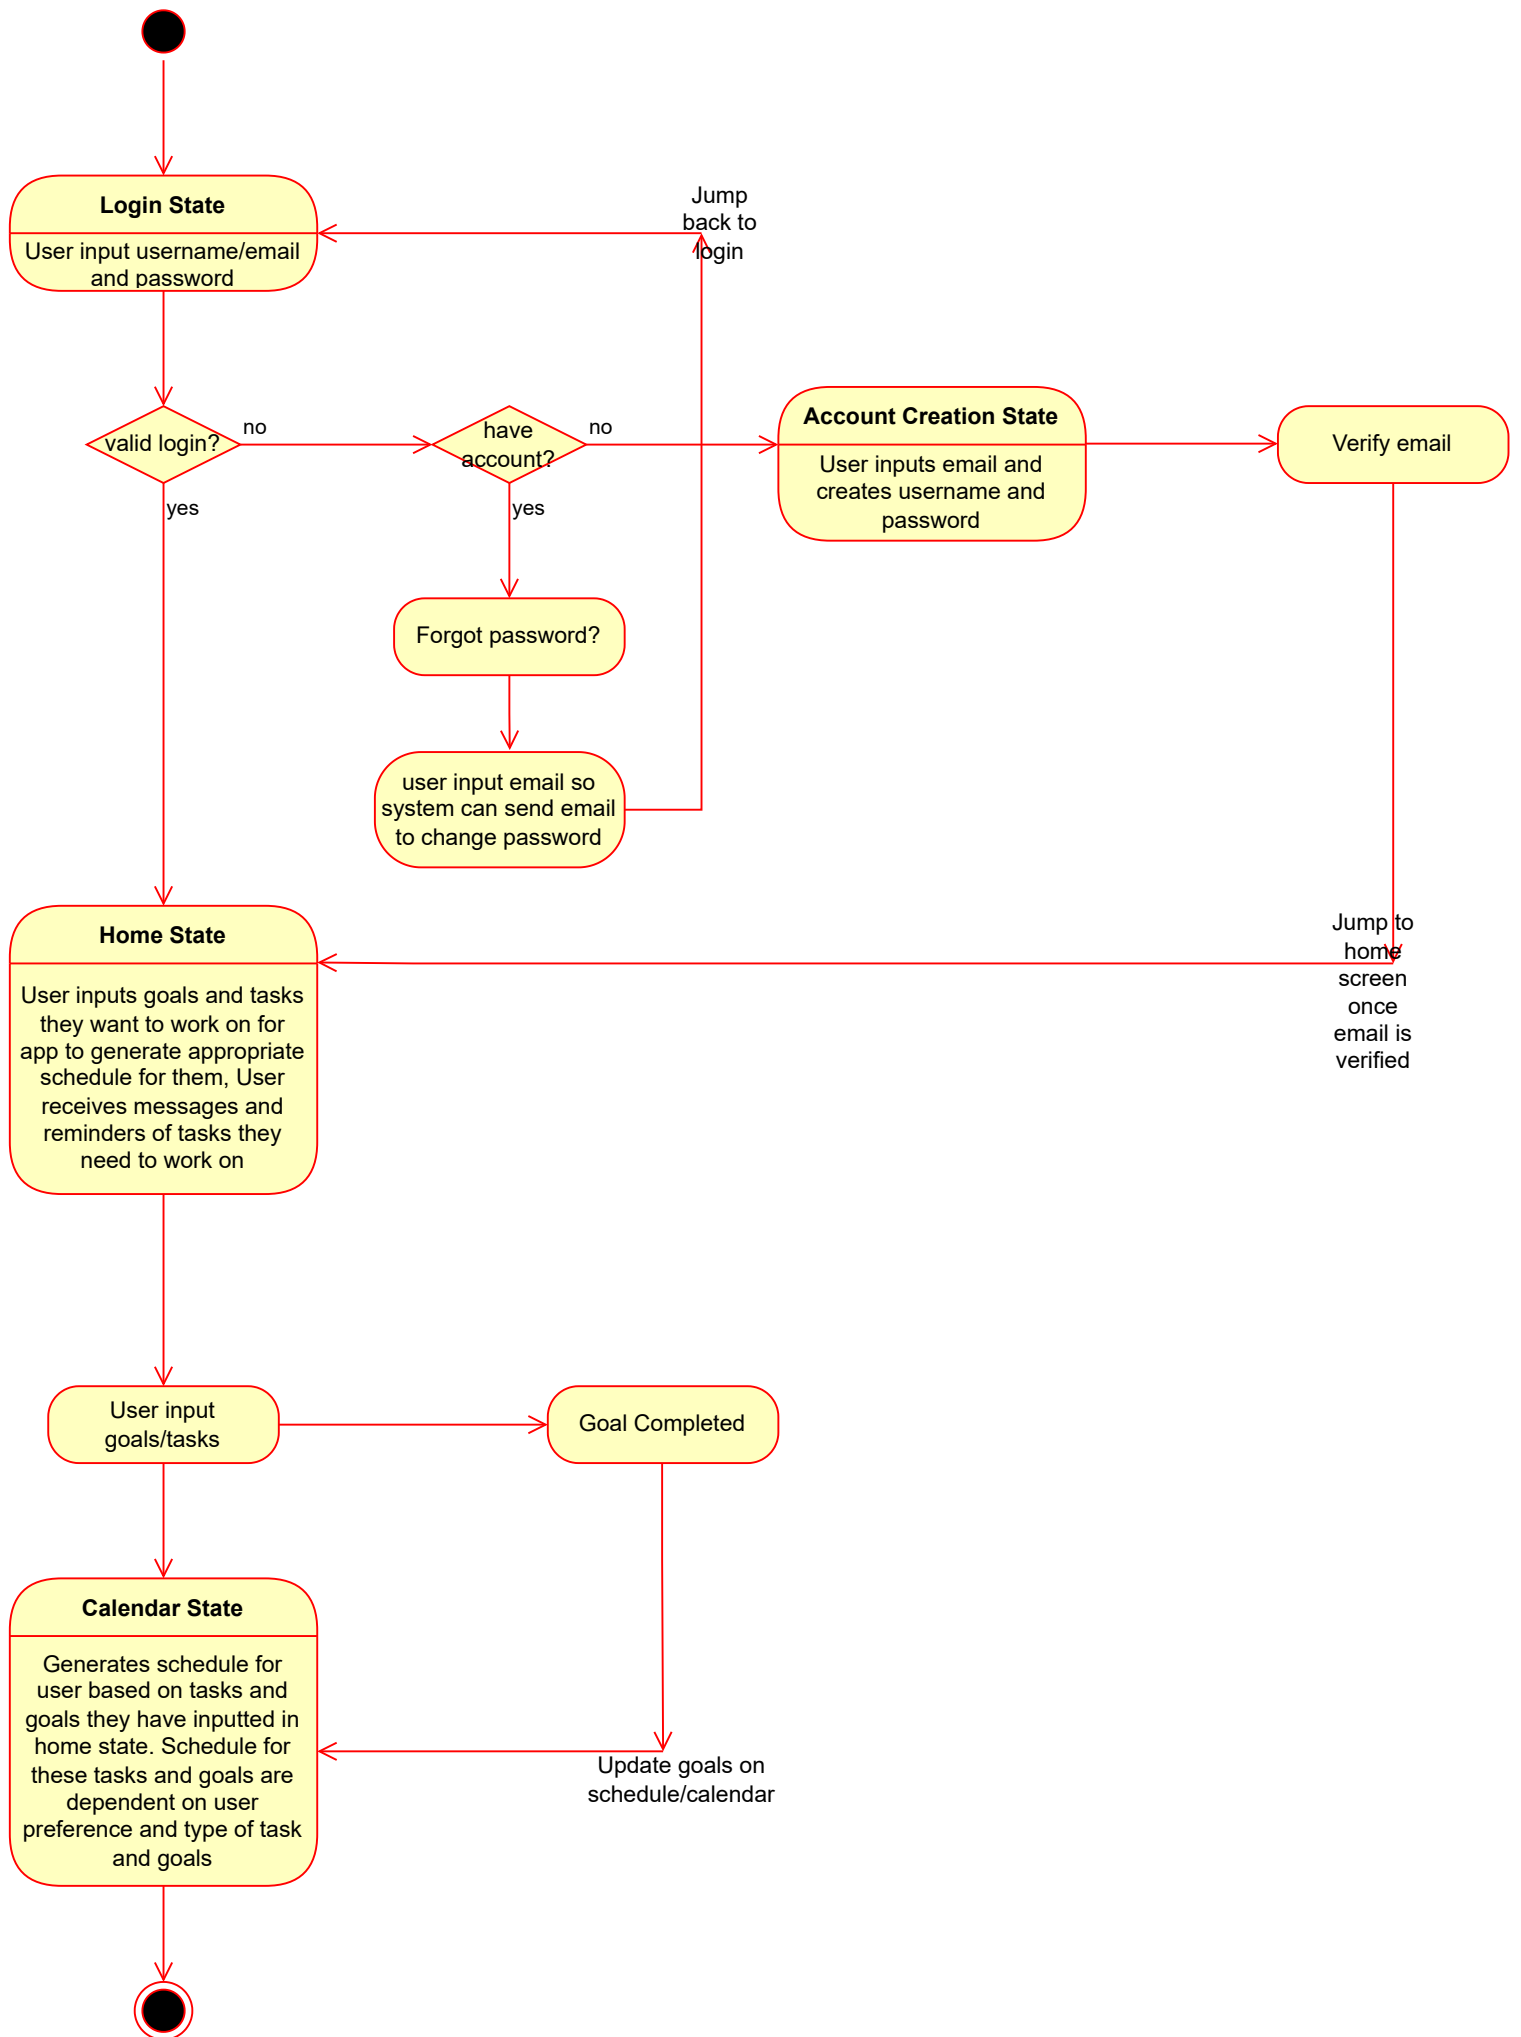 Login State
User input username/email
and password
Jump
back to
login
valid login?
no
yes
have
account?
no
yes
Account Creation State
User inputs email and
creates username and
password
Verify email
Forgot password?
user input email so
system can send email
to change password
Home State
User inputs goals and tasks
they want to work on for
app to generate appropriate
schedule for them, User
receives messages and
reminders of tasks they
need to work on
Jump to
home
screen
once
email is
verified
User input
goals/tasks
Goal Completed
Calendar State
Generates schedule for
user based on tasks and
goals they have inputted in
home state. Schedule for
these tasks and goals are
dependent on user
preference and type of task
and goals
Update goals on
schedule/calendar